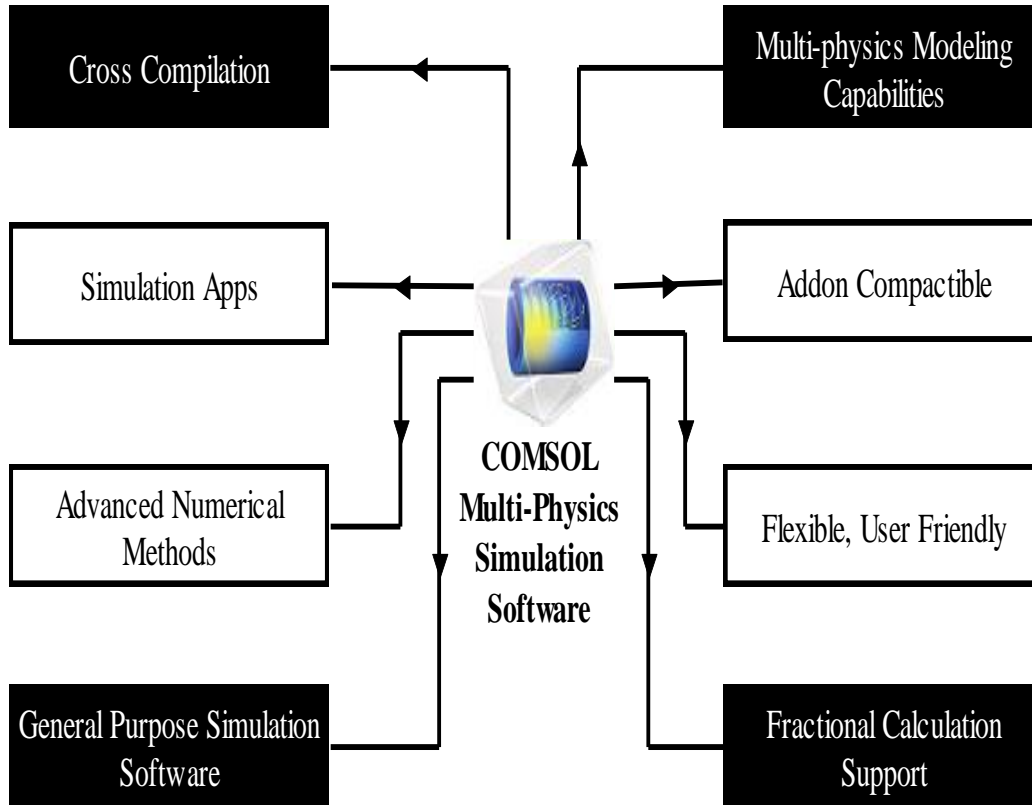 Cross Compilation
Multi-physics Modeling
Capabilities
Simulation Apps
Addon Compactible
COMSOL
Multi-Physics
Simulation
Software
Advanced Numerical
Methods
Flexible, User Friendly
General Purpose Simulation
Software
Fractional Calculation
Support